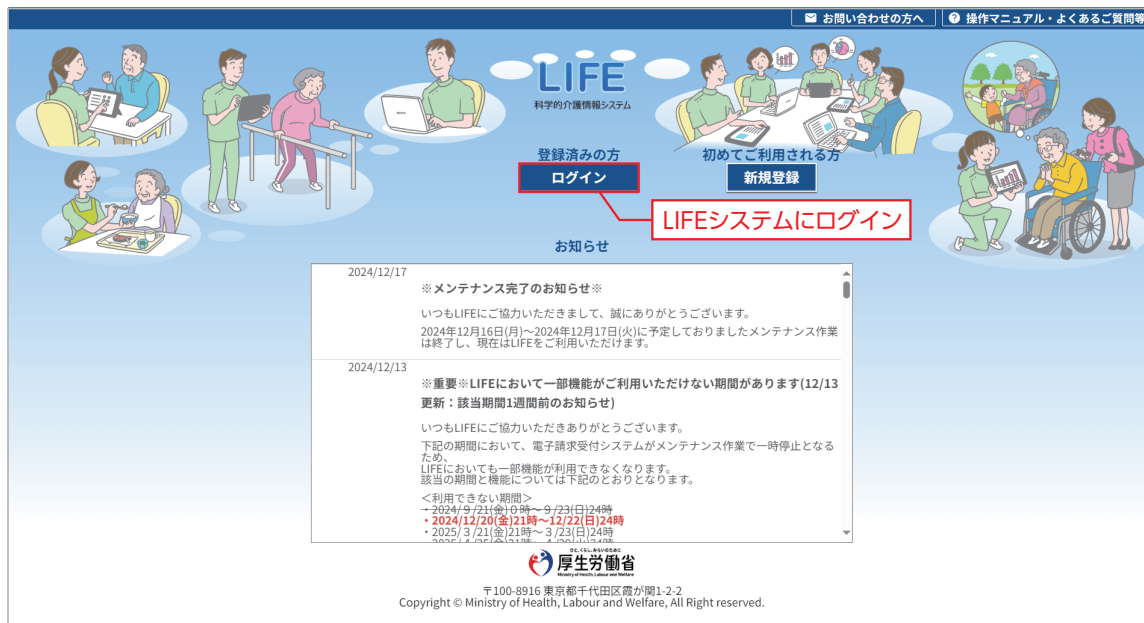 お問い合わせの方へ
操作マニュアル・よくあるご質問等
LIFE
科学的介護情報システム
登録済みの方
ログイン
初めてご利用される方
新規登録
LIFEシステムにログイン
お知らせ
2024/12/17
※メンテナンス完了のお知らせ※
いつもLIFEにご協力いただきまして、誠にありがとうございます。
2024年12月16日(月)～2024年12月17日(火)に予定しておりましたメンテナンス作業
は終了し、現在はLIFEをご利用いただけます。
2024/12/13
※重要※LIFEにおいて一部機能がご利用いただけない期間があります(12/13
更新：該当期間1週間前のお知らせ)
いつもLIFEにご協力いただきありがとうございます。
下記の期間において、電子請求受付システムがメンテナンス作業で一時停止となる
ため、
LIFEにおいても一部機能が利用できなくなります。
該当の期間と機能については下記のとおりとなります。
＜利用できない期間＞
・2024/９/21(金)０時～９/23(日)24時
・2024/12/20(金)21時～12/22(日)24時
・2025/３/21(金)21時～３/23(日)24時
ひと、くらし、みらいのために
厚生労働省
Ministry of Health, Labour and Welfare
〒100-8916 東京都千代田区霞が関1-2-2
Copyright © Ministry of Health, Labour and Welfare, All Right reserved.